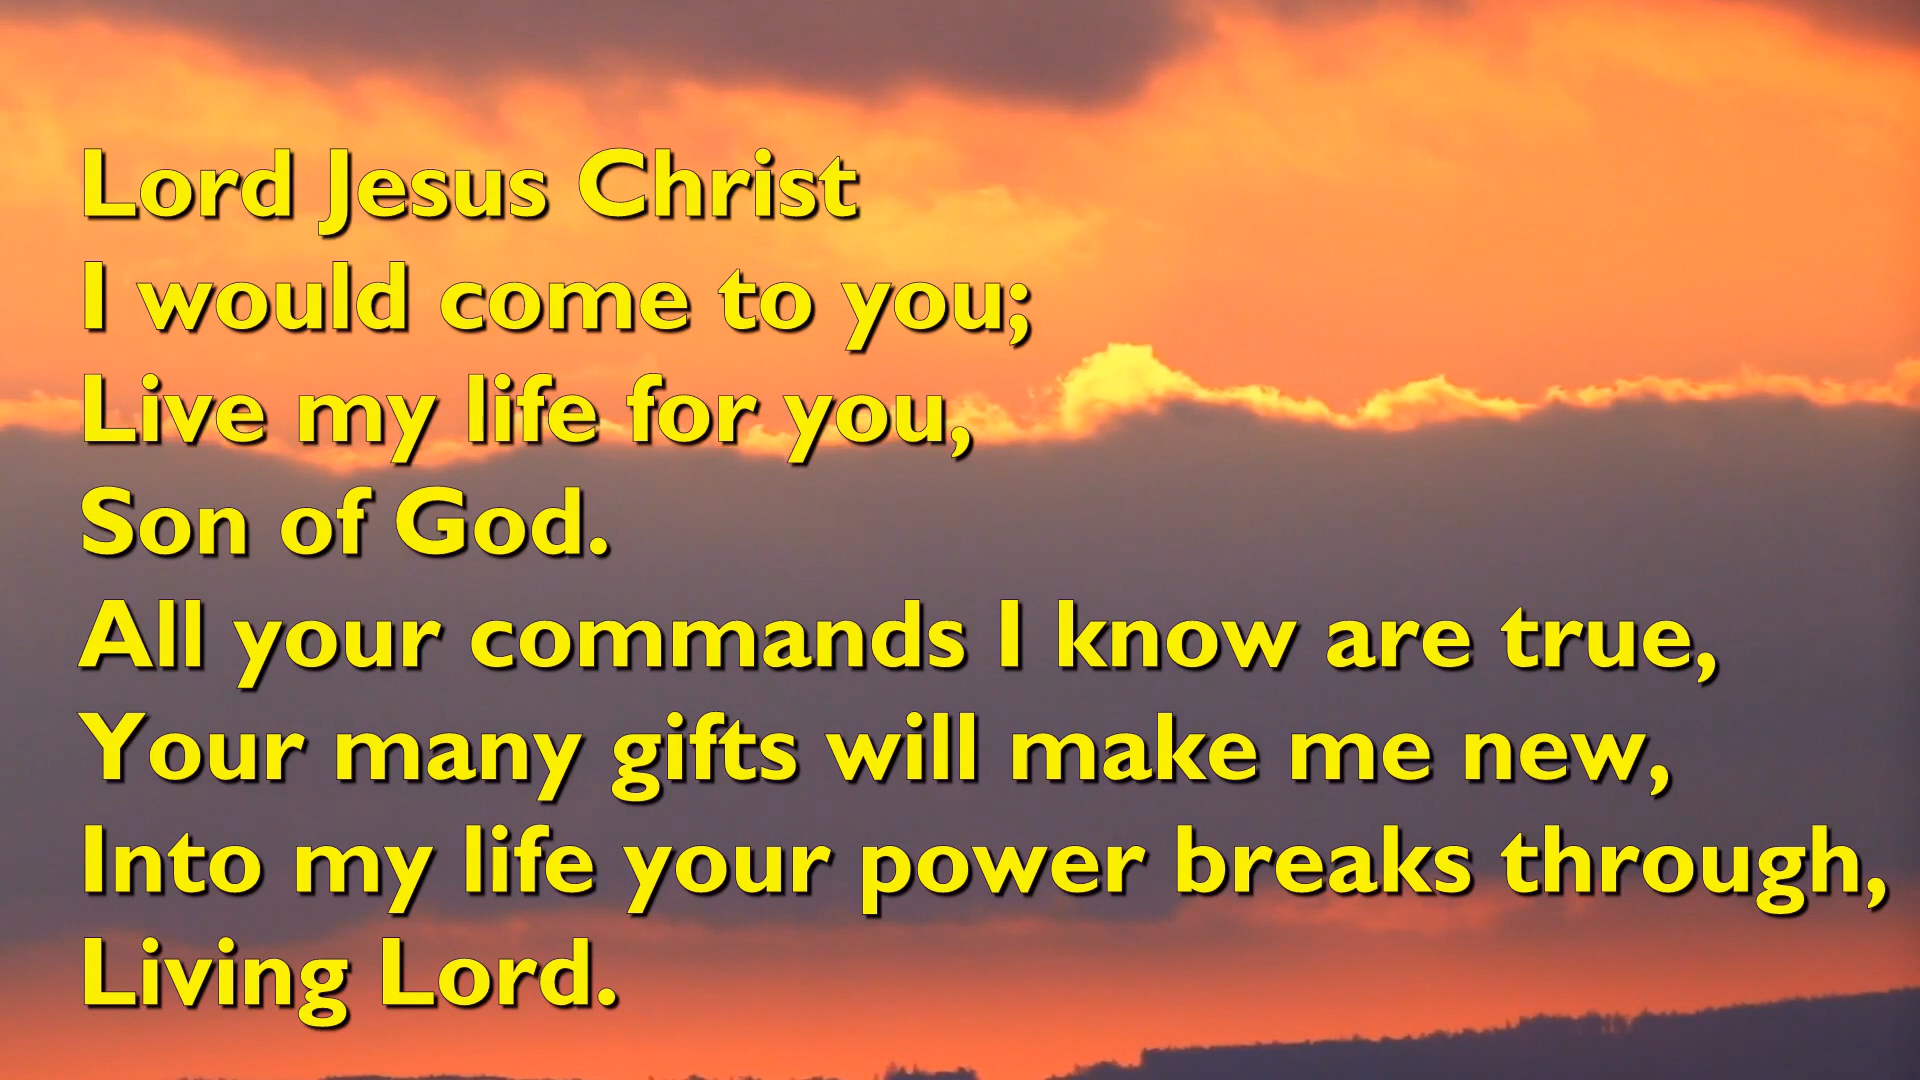 Lord Jesus Christ
I would come to you;
Live my life for you,
Son of God.
All your commands I know are true,
Your many gifts will make me new,
Into my life your power breaks through,
Living Lord.